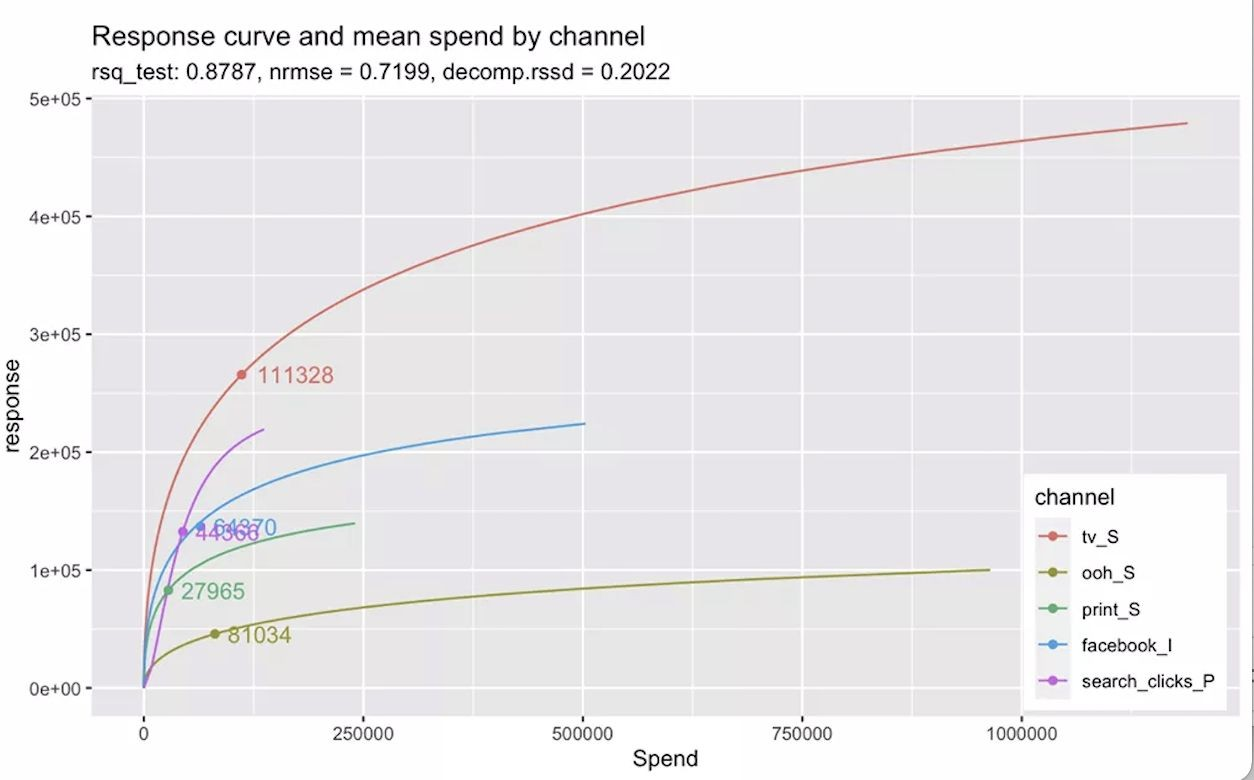 Response curve and mean spend by channel
rsq_test: 0.8787, nrmse = 0.7199, decomp.rssd = 0.2022
5e+05
4e+05
3e+05
2e+05
1e+05
0e+00
response
111328
64370
44366
27965
81034
channel
tv_S
ooh_S
print_S
facebook_I
search_clicks_P
0 250000 500000 750000 1000000
Spend